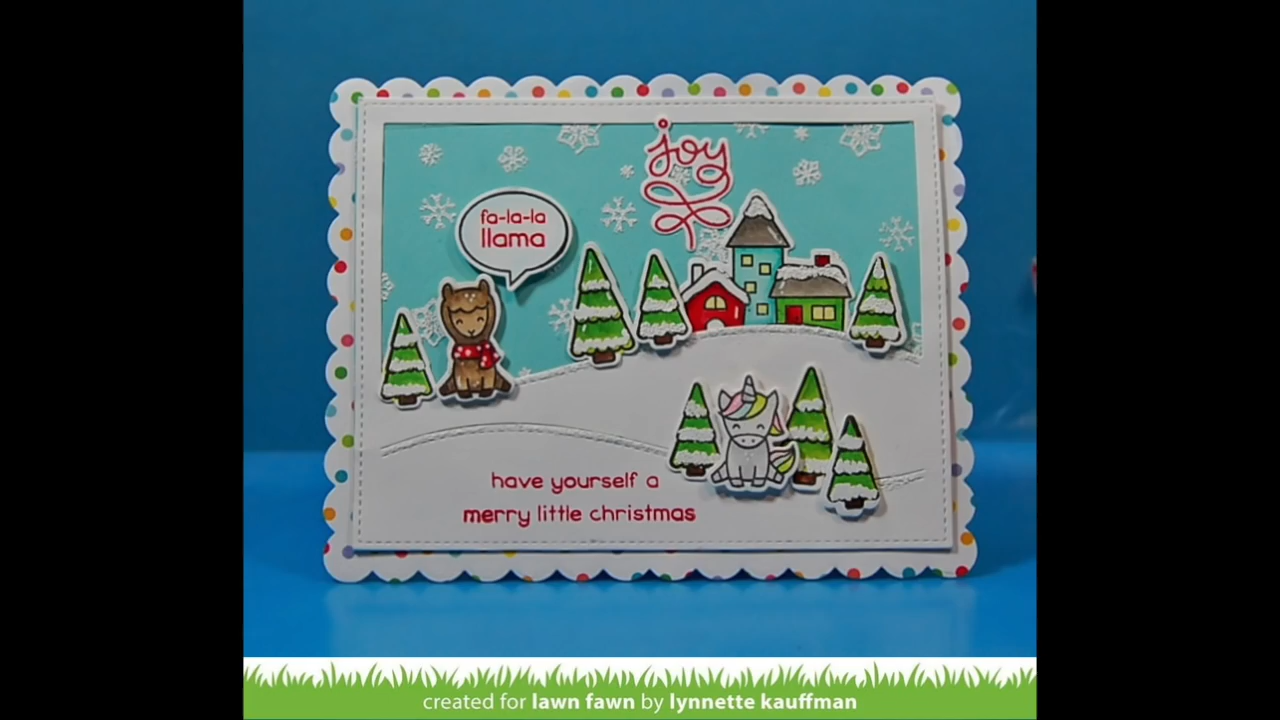 joy
fa-la-la
llama
have yourself a
merry little christmas
created for lawn fawn by lynnette kauffman